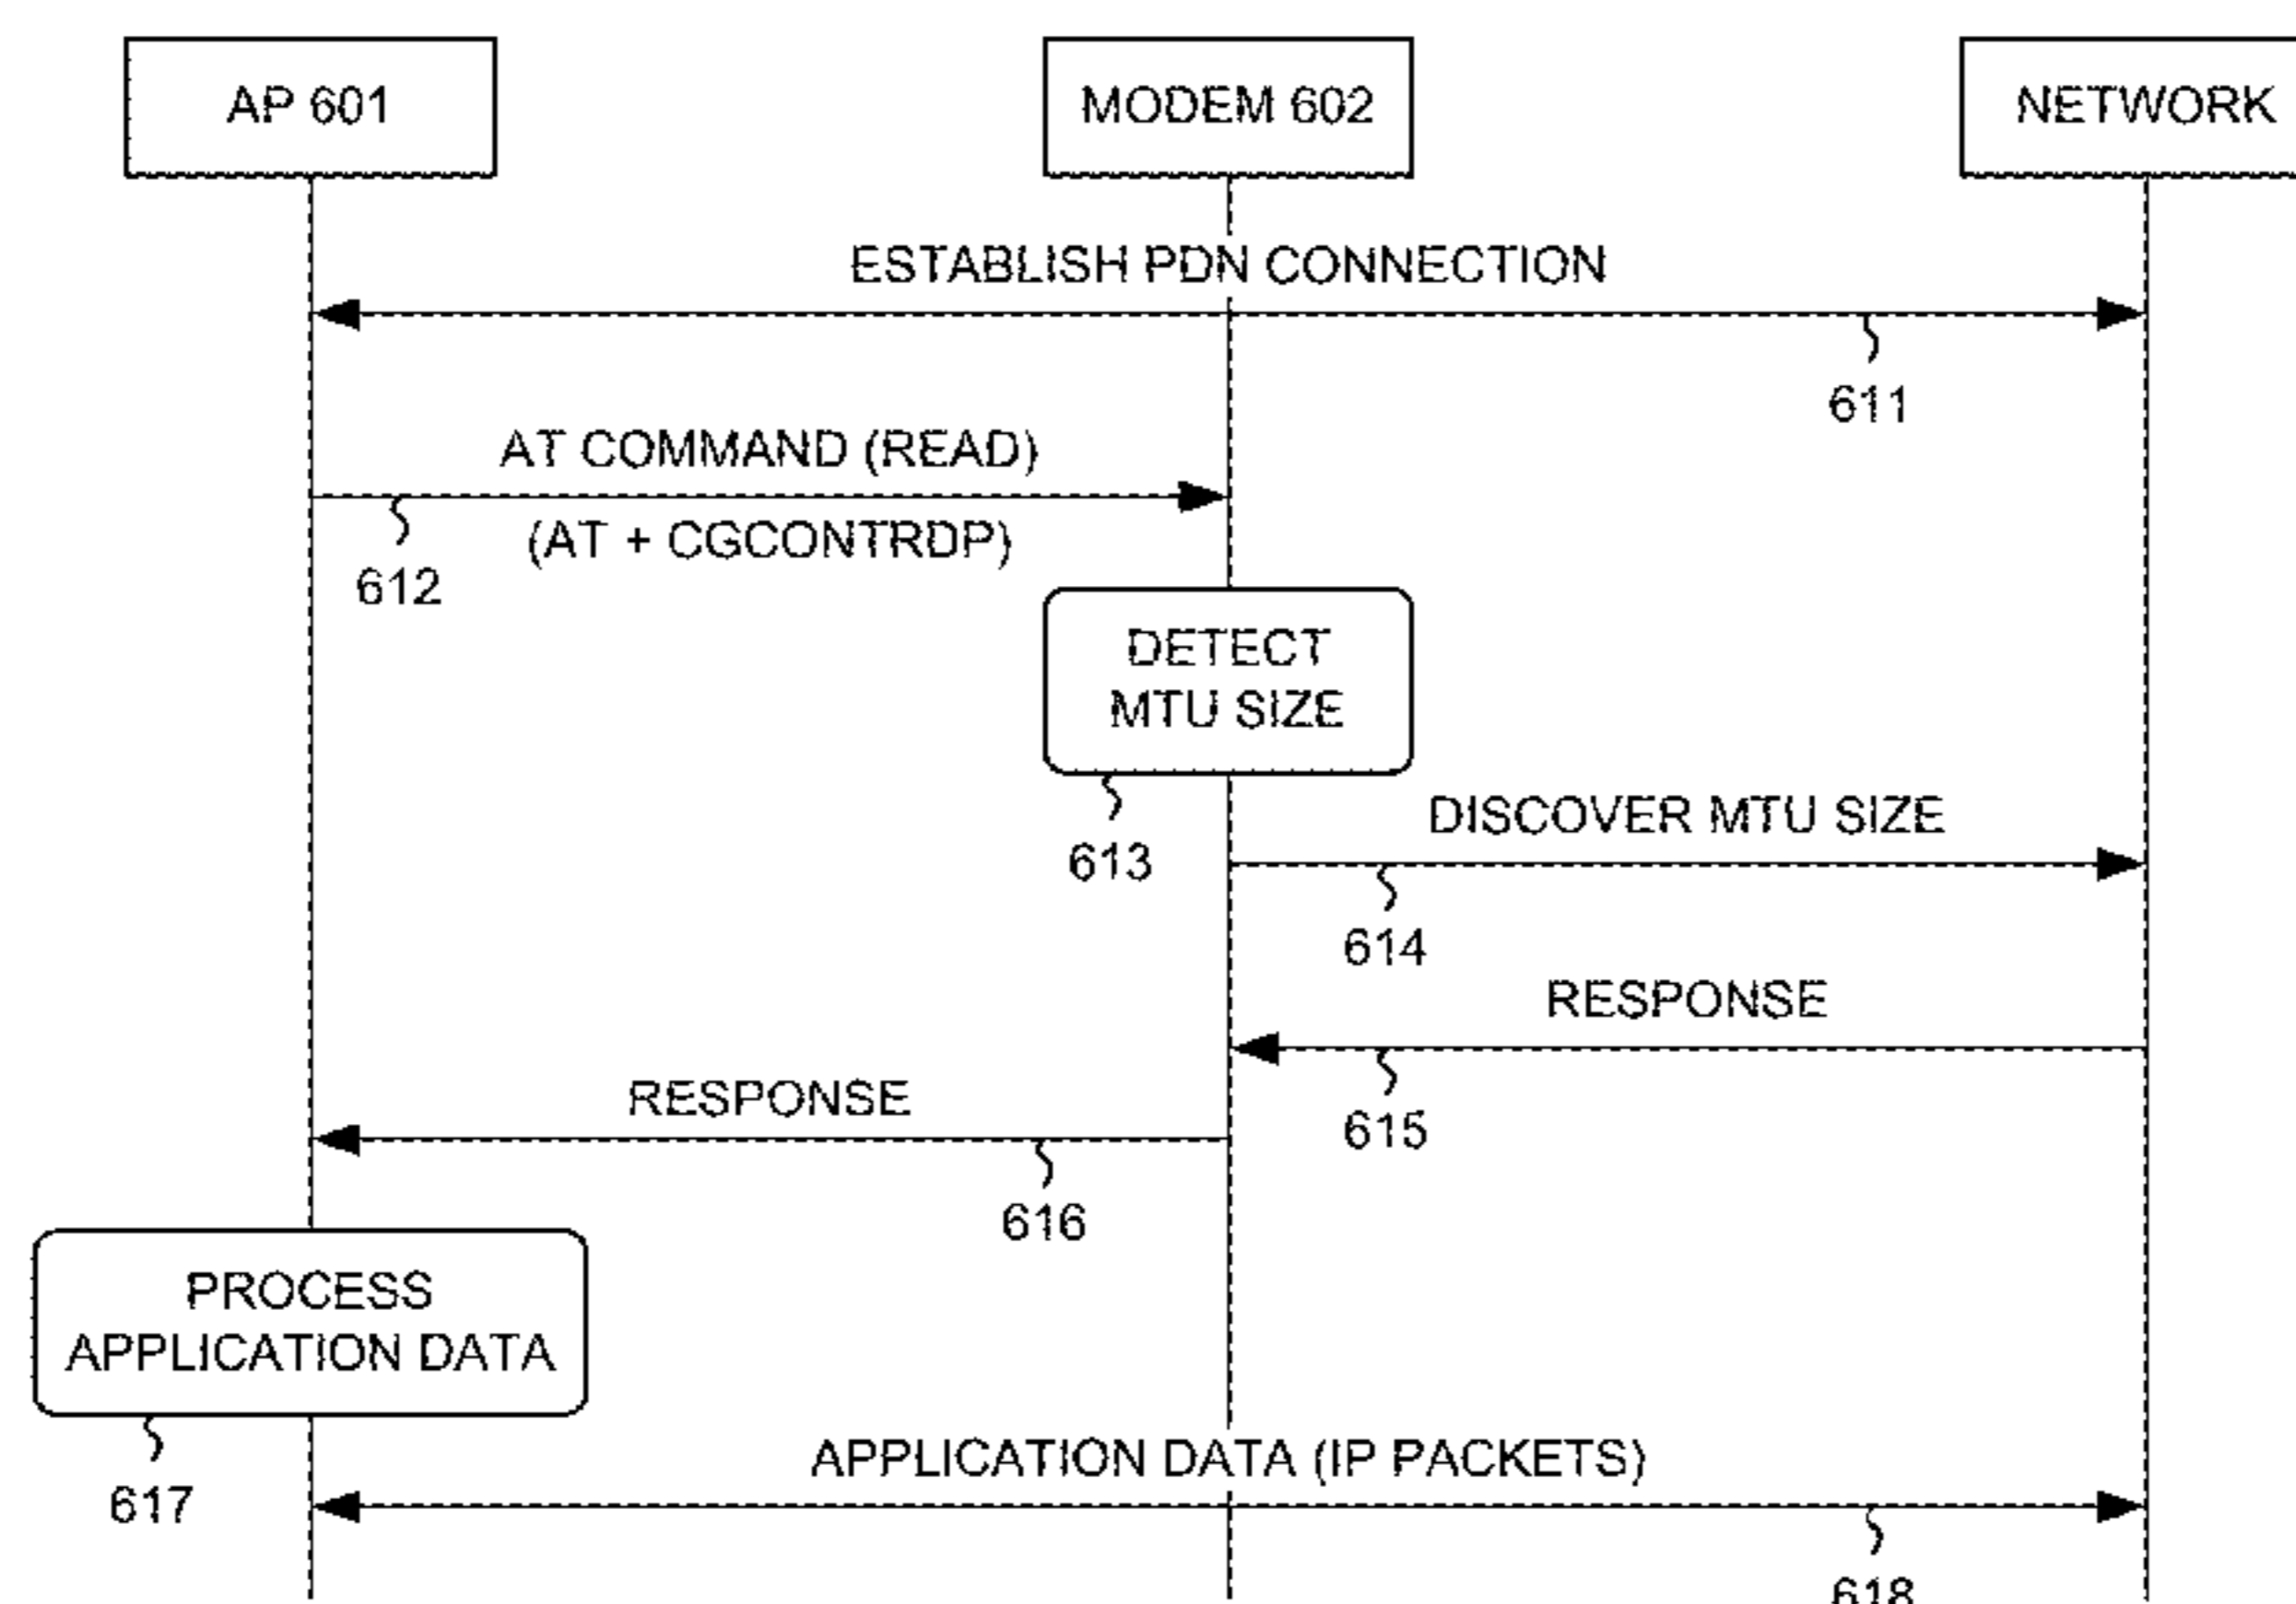 AP 601
MODEM 602
NETWORK
ESTABLISH PDN CONNECTION
611
AT COMMAND (READ)
(AT + CGCONTRDP)
612
DETECT
MTU SIZE
613
DISCOVER MTU SIZE
614
RESPONSE
615
RESPONSE
616
PROCESS
APPLICATION DATA
617
APPLICATION DATA (IP PACKETS)
618